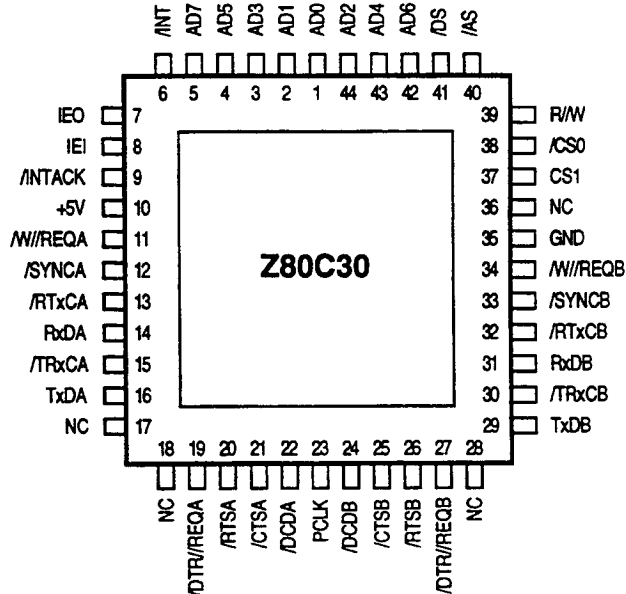 /INT AD7 AD5 AD3 AD1 AD0 AD2 AD4 AD6 /DS /AS
6 5 4 3 2 1 44 43 42 41 40
IEO 7 39 R//W
IEI 8 38 /CS0
/INTACK 9 37 CS1
+5V 10 36 NC
/W//REQA 11 35 GND
/SYNCA 12 34 /W//REQB
/RTxCA 13 33 /SYNCB
RxDA 14 32 /RTxCB
/TRxCA 15 31 RxDB
TxDA 16 30 /TRxCB
NC 17 29 TxDB
Z80C30
18 19 20 21 22 23 24 25 26 27 28
NC /DTR//REQA /RTSA /CTSA /DCDA PCLK /DCDB /CTSB /RTSB /DTR//REQB NC